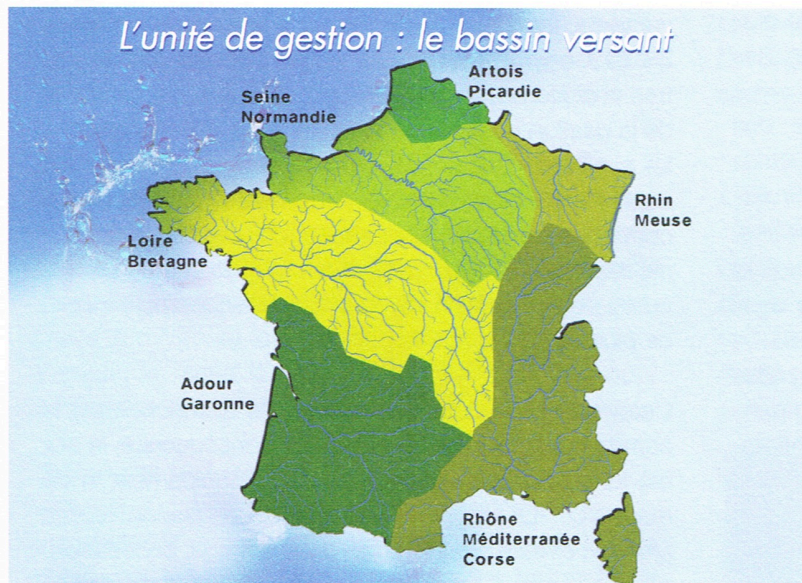 L'unité de gestion : le bassin versant
Artois
Picardie
Seine
Normandie
Rhin
Meuse
Loire
Bretagne
Adour
Garonne
Rhône
Méditerranée
Corse